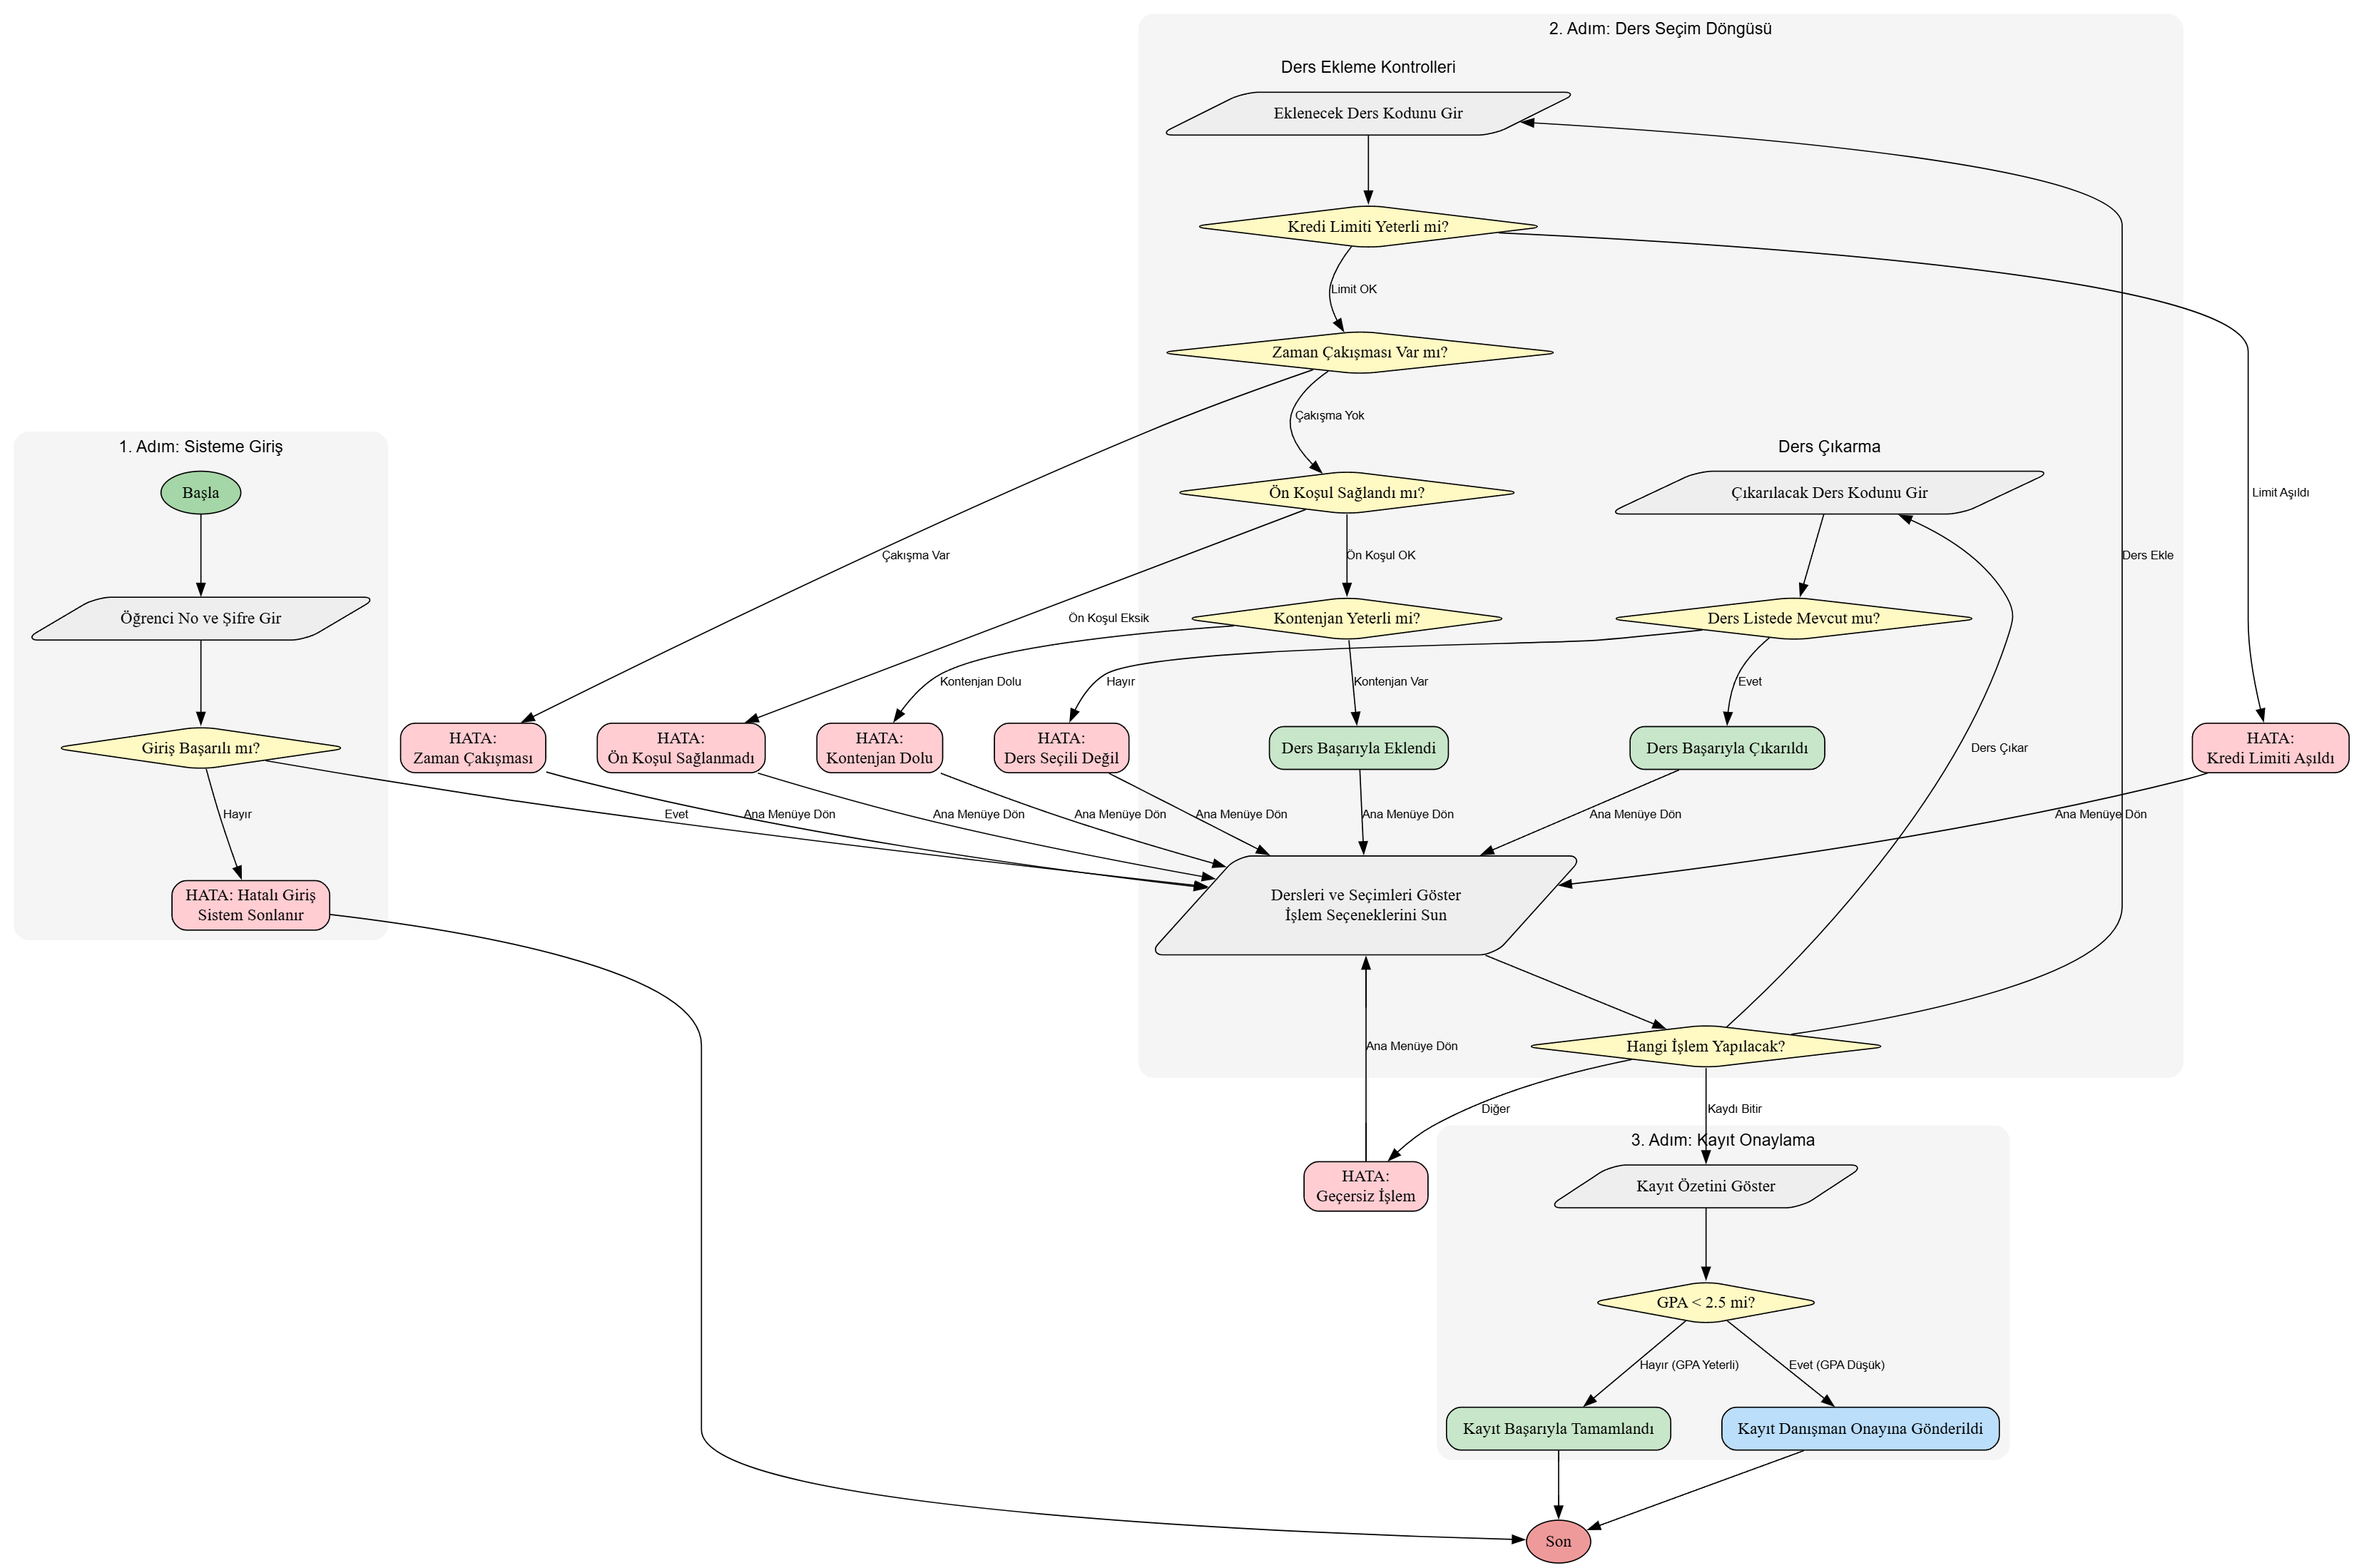 2. Adım: Ders Seçim Döngüsü
Ders Ekleme Kontrolleri
Eklenecek Ders Kodunu Gir
Kredi Limiti Yeterli mi?
Limit OK
Zaman Çakışması Var mı?
Çakışma Yok
Çakışma Var
Ön Koşul Sağlandı mı?
Ön Koşul OK
Ön Koşul Eksik
Kontenjan Yeterli mi?
Kontenjan Dolu
Kontenjan Var
Ders Çıkarma
Çıkarılacak Ders Kodunu Gir
Ders Listede Mevcut mu?
Hayır
Evet
Limit Aşıldı
Ders Ekle
Ders Çıkar
1. Adım: Sisteme Giriş
Başla
Öğrenci No ve Şifre Gir
Giriş Başarılı mı?
Hayır
Evet
HATA: Hatalı Giriş
Sistem Sonlanır
HATA:
Zaman Çakışması
HATA:
Ön Koşul Sağlanmadı
HATA:
Kontenjan Dolu
HATA:
Ders Seçili Değil
Ders Başarıyla Eklendi
Ders Başarıyla Çıkarıldı
HATA:
Kredi Limiti Aşıldı
Ana Menüye Dön
Ana Menüye Dön
Ana Menüye Dön
Ana Menüye Dön
Ana Menüye Dön
Ana Menüye Dön
Ana Menüye Dön
Dersleri ve Seçimleri Göster
İşlem Seçeneklerini Sun
Ana Menüye Dön
Hangi İşlem Yapılacak?
Diğer
Kaydı Bitir
HATA:
Geçersiz İşlem
3. Adım: Kayıt Onaylama
Kayıt Özetini Göster
GPA < 2.5 mi?
Hayır (GPA Yeterli)
Evet (GPA Düşük)
Kayıt Başarıyla Tamamlandı
Kayıt Danışman Onayına Gönderildi
Son